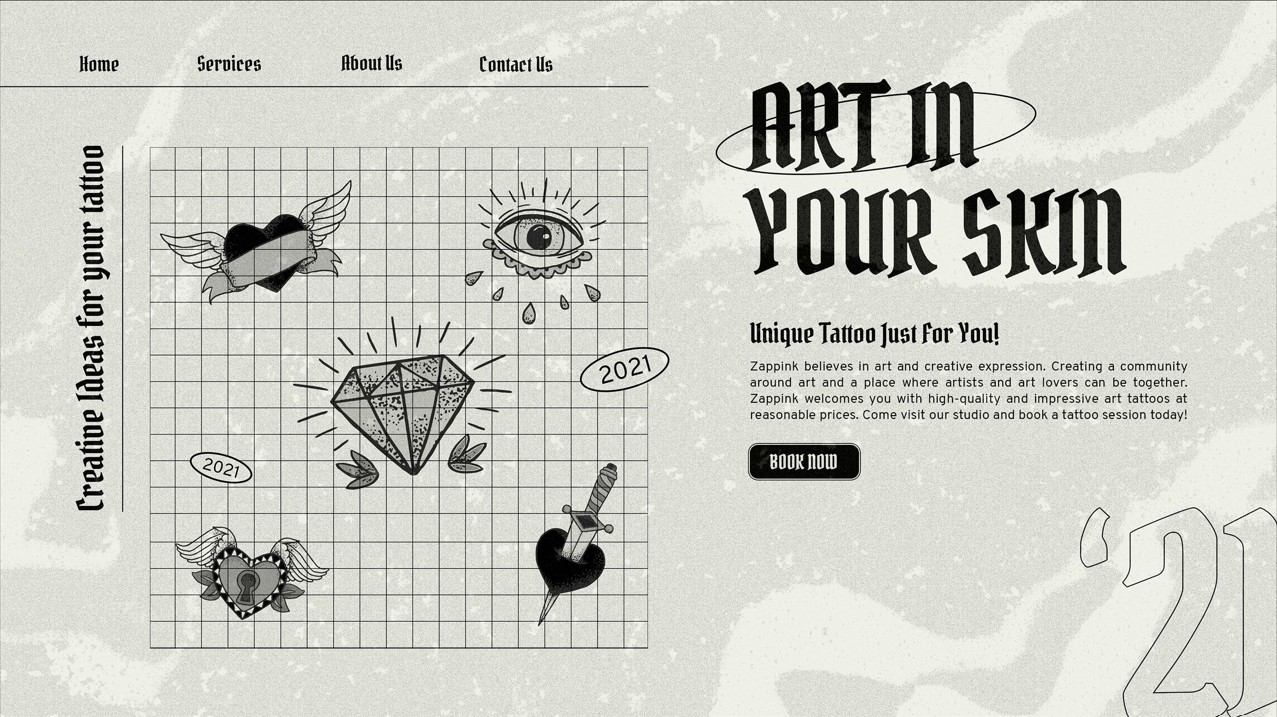 Home
Services
About Us
Contact Us
Creative Ideas for your tattoo
2021
2021
ART IN
YOUR SKIN
Unique Tattoo Just For You!
Zappink believes in art and creative expression. Creating a community
around art and a place where artists and art lovers can be together.
Zappink welcomes you with high-quality and impressive art tattoos at
reasonable prices. Come visit our studio and book a tattoo session today!
BOOK NOW
'21